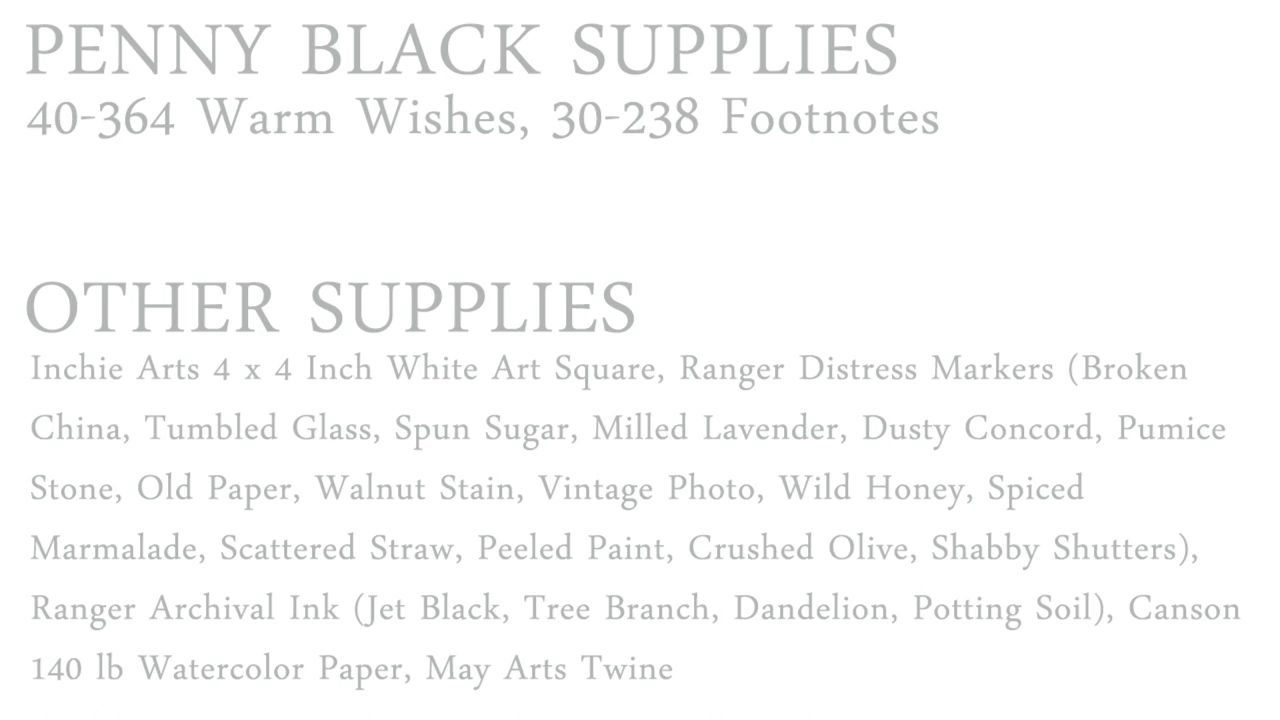 PENNY BLACK SUPPLIES
40-364 Warm Wishes, 30-238 Footnotes
OTHER SUPPLIES
Inchie Arts 4 x 4 Inch White Art Square, Ranger Distress Markers (Broken
China, Tumbled Glass, Spun Sugar, Milled Lavender, Dusty Concord, Pumice
Stone, Old Paper, Walnut Stain, Vintage Photo, Wild Honey, Spiced
Marmalade, Scattered Straw, Peeled Paint, Crushed Olive, Shabby Shutters),
Ranger Archival Ink (Jet Black, Tree Branch, Dandelion, Potting Soil), Canson
140 lb Watercolor Paper, May Arts Twine